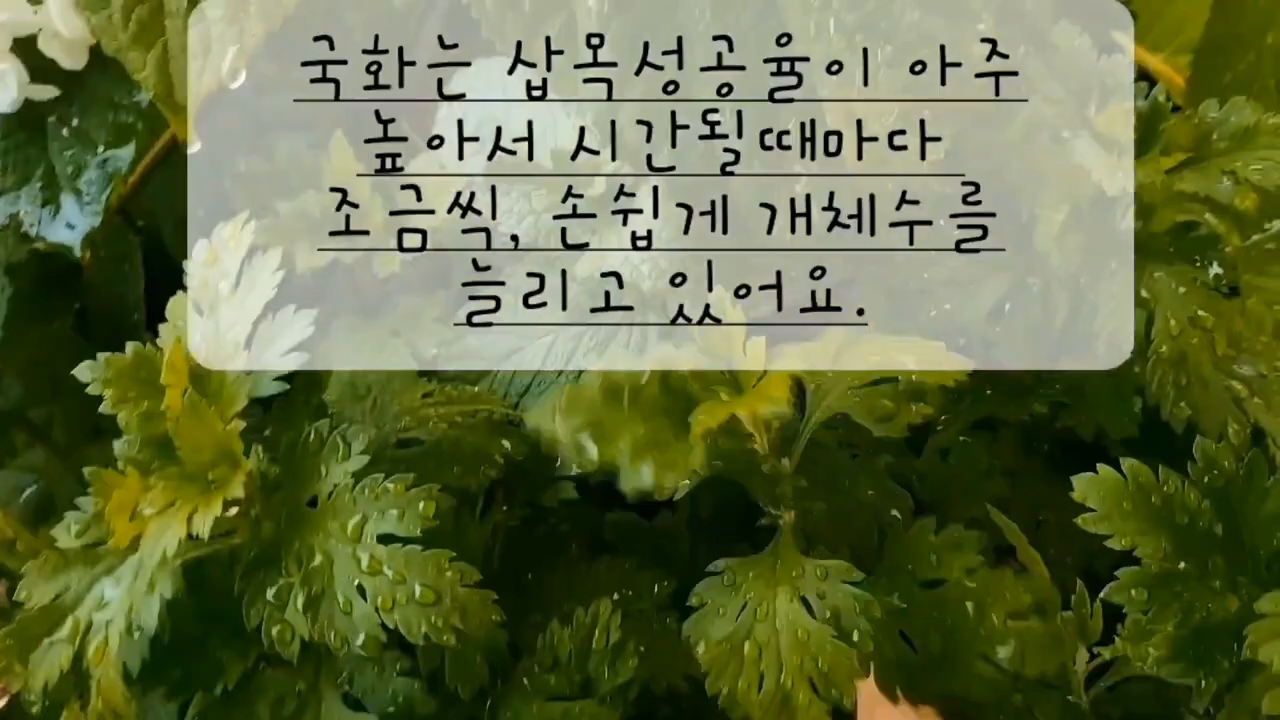 국화는 삽목성공율이 아주
높아서 시간될때마다
조금씩, 손쉽게 개체수를
늘리고 있어요.